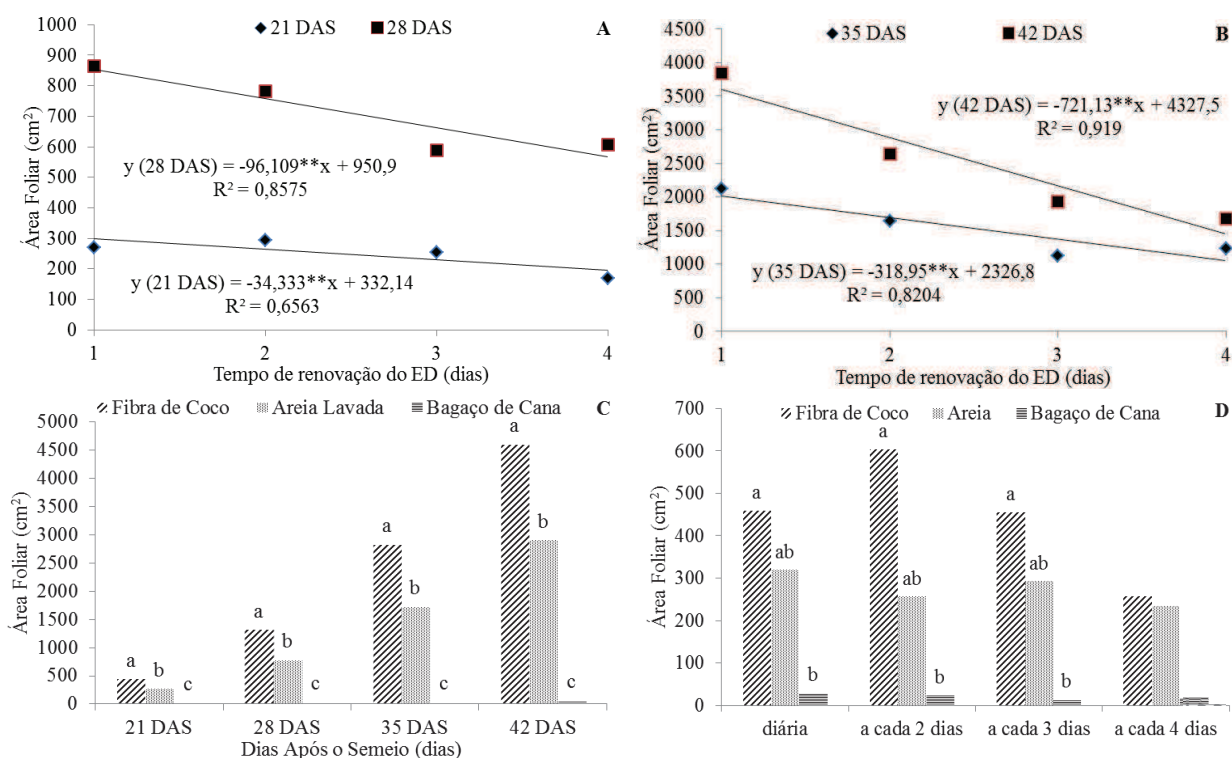 A
21 DAS 28 DAS
1000
900
800
700
600
500
400
300
200
100
0
Área Foliar (cm²)
y (28 DAS) = -96,109**x + 950,9
R² = 0,8575
y (21 DAS) = -34,333**x + 332,14
R² = 0,6563
1 2 3 4
Tempo de renovação do ED (dias)
B
35 DAS 42 DAS
4500
4000
3500
3000
2500
2000
1500
1000
500
0
Área Foliar (cm²)
y (42 DAS) = -721,13**x + 4327,5
R² = 0,919
y (35 DAS) = -318,95**x + 2326,8
R² = 0,8204
1 2 3 4
Tempo de renovação do ED (dias)
Fibra de Coco Areia Lavada Bagaço de Cana C
5000
4500
4000
3500
3000
2500
2000
1500
1000
500
0
Área Foliar (cm²)
a b c
a b c
a b c
a b c
21 DAS 28 DAS 35 DAS 42 DAS
Dias Após o Semeio (dias)
Fibra de Coco Areia Bagaço de Cana D
700
600
500
400
300
200
100
0
Área Foliar (cm²)
a ab b
a ab b
a ab b
diária a cada 2 dias a cada 3 dias a cada 4 dias